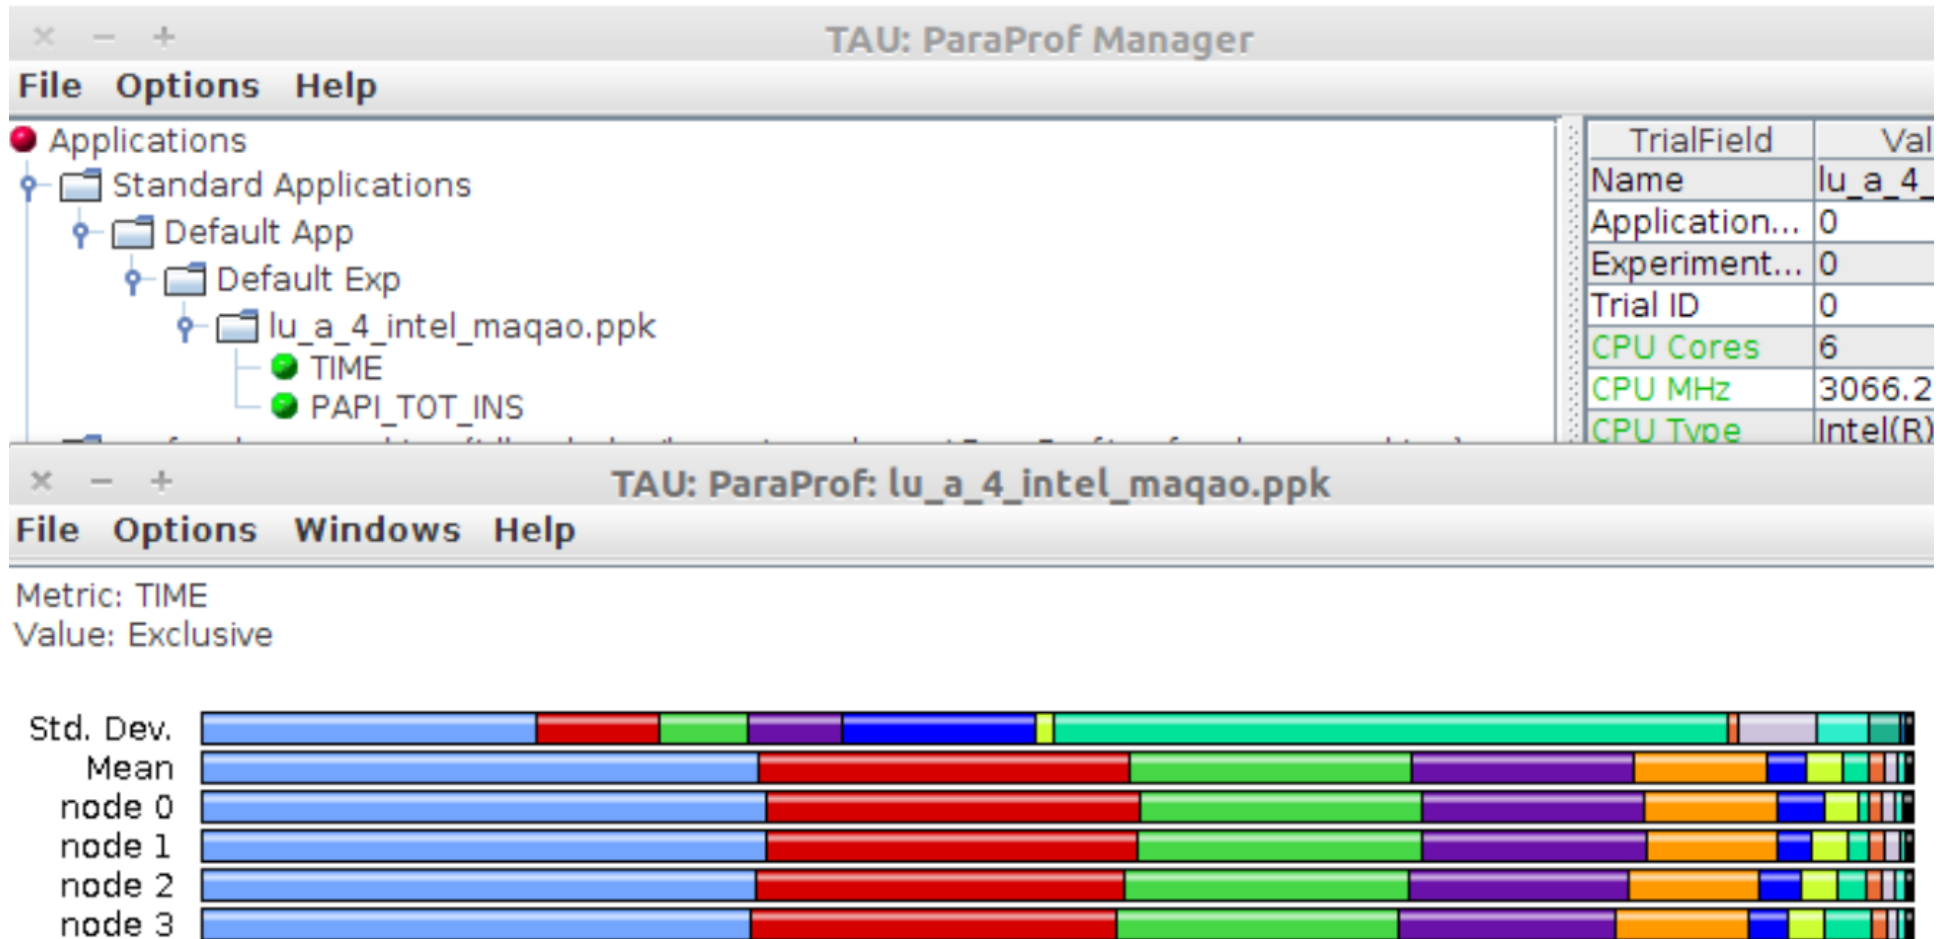 TAU: ParaProf Manager
File Options Help
Applications
Standard Applications
Default App
Default Exp
lu_a_4_intel_maqao.ppk
TIME
PAPI_TOT_INS
TrialField Val
Name lu_a_4_
Application... 0
Experiment... 0
Trial ID 0
CPU Cores 6
CPU MHz 3066.2
CPU Type Intel(R)
TAU: ParaProf: lu_a_4_intel_maqao.ppk
File Options Windows Help
Metric: TIME
Value: Exclusive
Std. Dev.
Mean
node 0
node 1
node 2
node 3